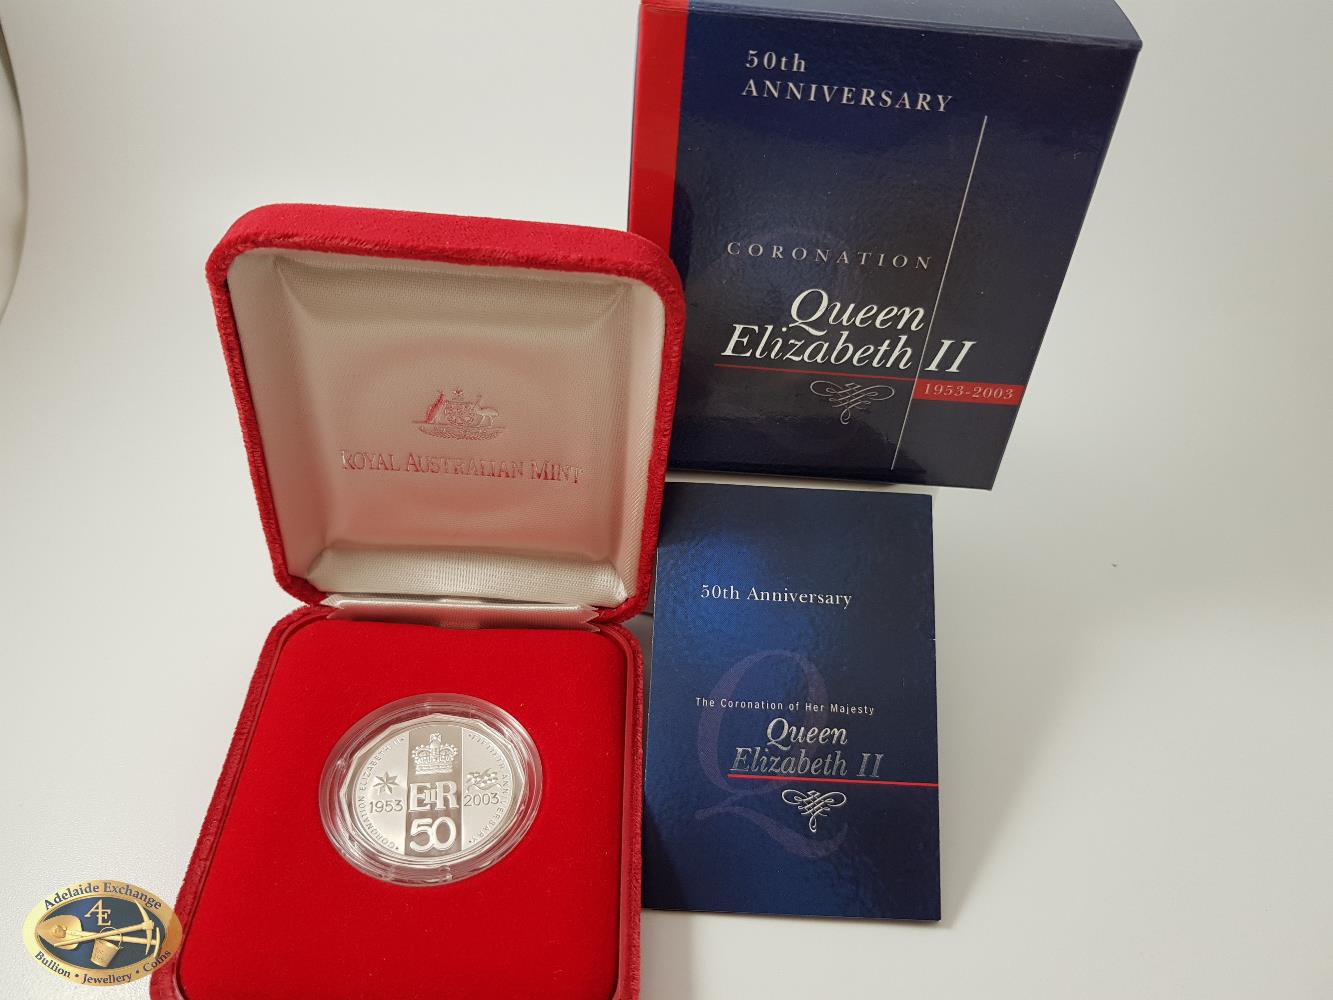 50th
ANNIVERSARY
CORONATION
Queen
Elizabeth II
1953-2003
ROYAL AUSTRALIAN MINT
50th Anniversary
The Coronation of Her Majesty
Queen
Elizabeth II
CORONATION ELIZABETH II
FIFTIETH ANNIVERSARY
1953
EIIR
2003
50
Adelaide Exchange
AE
Bullion • Jewellery • Coins